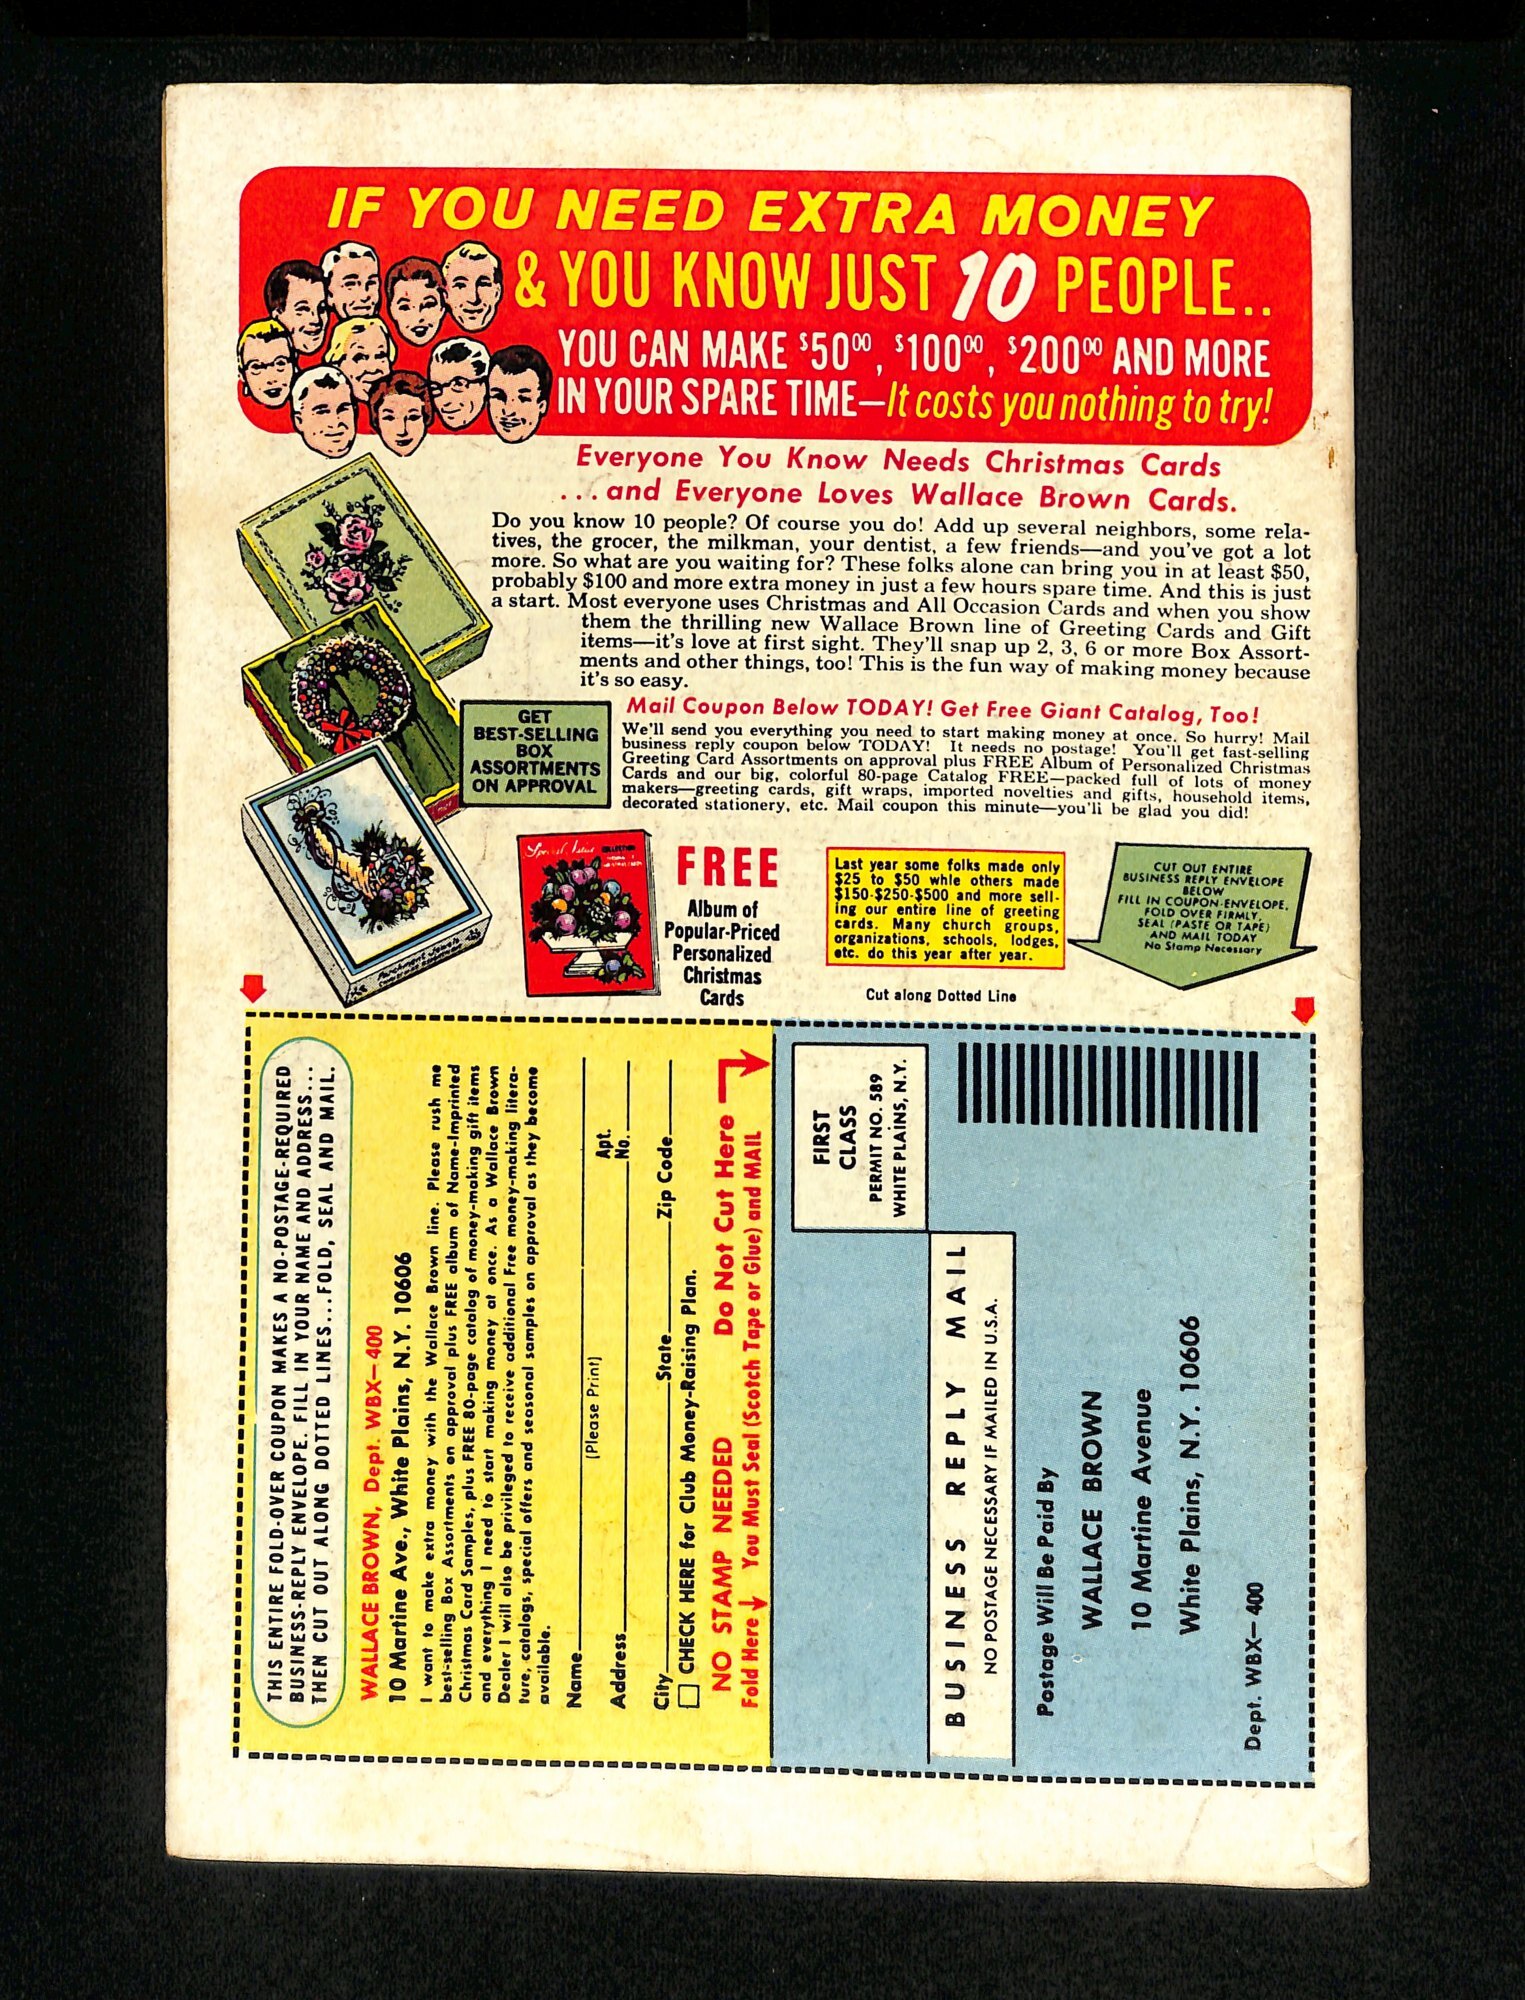 IF YOU NEED EXTRA MONEY
& YOU KNOW JUST 10 PEOPLE..
YOU CAN MAKE $50⁰⁰, $100⁰⁰, $200⁰⁰ AND MORE
IN YOUR SPARE TIME—It costs you nothing to try!
Everyone You Know Needs Christmas Cards
...and Everyone Loves Wallace Brown Cards.
Do you know 10 people? Of course you do! Add up several neighbors, some rela-
tives, the grocer, the milkman, your dentist, a few friends—and you've got a lot
more. So what are you waiting for? These folks alone can bring you in at least $50,
probably $100 and more extra money in just a few hours spare time. And this is just
a start. Most everyone uses Christmas and All Occasion Cards and when you show
them the thrilling new Wallace Brown line of Greeting Cards and Gift
items—it's love at first sight. They'll snap up 2, 3, 6 or more Box Assort-
ments and other things, too! This is the fun way of making money because
it's so easy.
GET
BEST-SELLING
BOX
ASSORTMENTS
ON APPROVAL
Mail Coupon Below TODAY! Get Free Giant Catalog, Too!
We'll send you everything you need to start making money at once. So hurry! Mail
business reply coupon below TODAY! It needs no postage! You'll get fast-selling
Greeting Card Assortments on approval plus FREE Album of Personalized Christmas
Cards and our big, colorful 80-page Catalog FREE—packed full of lots of money
makers—greeting cards, gift wraps, imported novelties and gifts, household items,
decorated stationery, etc. Mail coupon this minute—you'll be glad you did!
Parchment Jewels
FREE
Album of
Popular-Priced
Personalized
Christmas
Cards
Last year some folks made only
$25 to $50 whle others made
$150-$250-$500 and more sell-
ing our entire line of greeting
cards. Many church groups,
organizations, schools, lodges,
etc. do this year after year.
Cut along Dotted Line
CUT OUT ENTIRE
BUSINESS REPLY ENVELOPE
BELOW
FILL IN COUPON-ENVELOPE,
FOLD OVER FIRMLY,
SEAL (PASTE OR TAPE)
AND MAIL TODAY
No Stamp Necessary
THIS ENTIRE FOLD-OVER COUPON MAKES A NO-POSTAGE-REQUIRED
BUSINESS-REPLY ENVELOPE. FILL IN YOUR NAME AND ADDRESS...
THEN CUT OUT ALONG DOTTED LINES...FOLD, SEAL AND MAIL.
WALLACE BROWN, Dept. WBX—400
10 Martine Ave., White Plains, N.Y. 10606
I want to make extra money with the Wallace Brown line. Please rush me
best-selling Box Assortments on approval plus FREE album of Name-Imprinted
Christmas Card Samples, plus FREE 80-page catalog of money-making gift items
and everything I need to start making money at once. As a Wallace Brown
Dealer I will also be privileged to receive additional Free money-making litera-
ture, catalogs, special offers and seasonal samples on approval as they become
available.
Name
(Please Print)
Address Apt. No.
City State Zip Code
CHECK HERE for Club Money-Raising Plan.
NO STAMP NEEDED Do Not Cut Here
Fold Here You Must Seal (Scotch Tape or Glue) and MAIL
FIRST
CLASS
PERMIT NO. 589
WHITE PLAINS, N.Y.
BUSINESS REPLY MAIL
NO POSTAGE NECESSARY IF MAILED IN U.S.A.
Postage Will Be Paid By
WALLACE BROWN
10 Martine Avenue
White Plains, N.Y. 10606
Dept. WBX—400